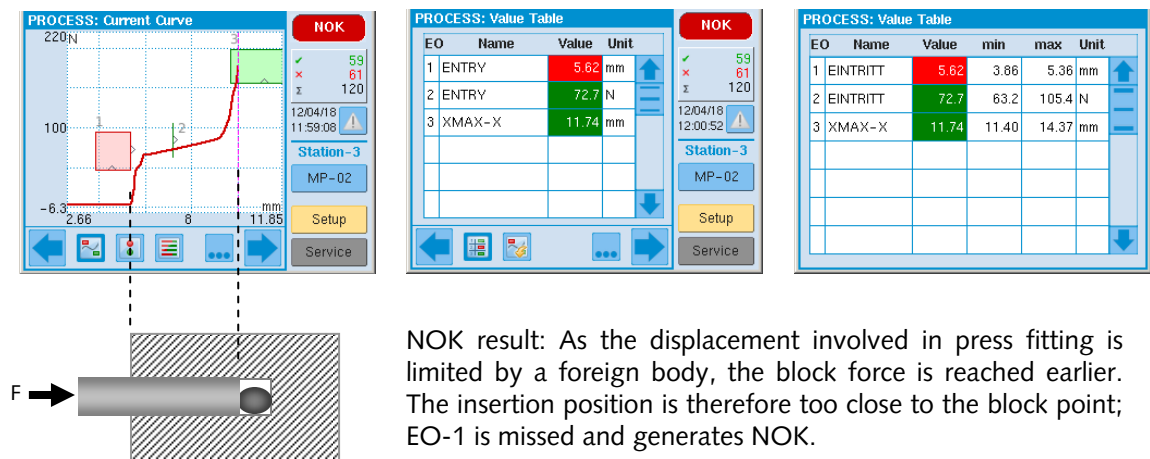 PROCESS: Current Curve
NOK
220 N
1
2
3
100
-6.3
mm
2.66 8 11.85
✓ 59
× 61
Σ 120
12/04/18
11:59:08
Station-3
MP-02
Setup
Service
...
PROCESS: Value Table
NOK
EO Name Value Unit
1 ENTRY 5.62 mm
2 ENTRY 72.7 N
3 XMAX-X 11.74 mm
✓ 59
× 61
Σ 120
12/04/18
12:00:52
Station-3
MP-02
Setup
Service
...
PROCESS: Value Table
EO Name Value min max Unit
1 EINTRITT 5.62 3.86 5.36 mm
2 EINTRITT 72.7 63.2 105.4 N
3 XMAX-X 11.74 11.40 14.37 mm
F
NOK result: As the displacement involved in press fitting is
limited by a foreign body, the block force is reached earlier.
The insertion position is therefore too close to the block point;
EO-1 is missed and generates NOK.